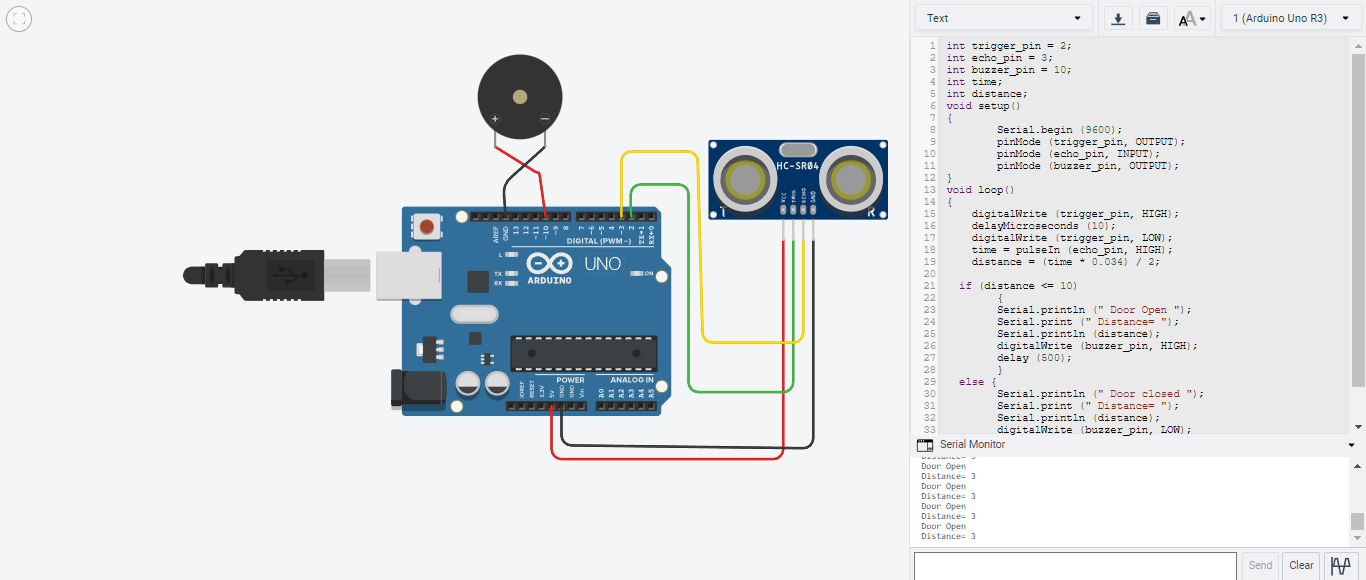 Text
1 (Arduino Uno R3)
1 int trigger_pin = 2;
2 int echo_pin = 3;
3 int buzzer_pin = 10;
4 int time;
5 int distance;
6 void setup()
7 {
8 Serial.begin (9600);
9 pinMode (trigger_pin, OUTPUT);
10 pinMode (echo_pin, INPUT);
11 pinMode (buzzer_pin, OUTPUT);
12 }
13 void loop()
14 {
15 digitalWrite (trigger_pin, HIGH);
16 delayMicroseconds (10);
17 digitalWrite (trigger_pin, LOW);
18 time = pulseIn (echo_pin, HIGH);
19 distance = (time * 0.034) / 2;
20
21 if (distance <= 10)
22 {
23 Serial.println (" Door Open ");
24 Serial.print (" Distance= ");
25 Serial.println (distance);
26 digitalWrite (buzzer_pin, HIGH);
27 delay (500);
28 }
29 else {
30 Serial.println (" Door closed ");
31 Serial.print (" Distance= ");
32 Serial.println (distance);
33 digitalWrite (buzzer_pin, LOW);
Serial Monitor
Distance= 3
Door Open
Distance= 3
Door Open
Distance= 3
Door Open
Distance= 3
Door Open
Distance= 3
Send
Clear
HC-SR04
VCC
TRIG
ECHO
GND
T
R
AREF
GND
13
12
~11
~10
~9
8
7
~6
~5
4
~3
2
TX→1
RX←0
DIGITAL (PWM~)
L
TX
RX
ARDUINO
UNO
ON
POWER
ANALOG IN
IOREF
RESET
3.3V
5V
GND
GND
Vin
A0
A1
A2
A3
A4
A5